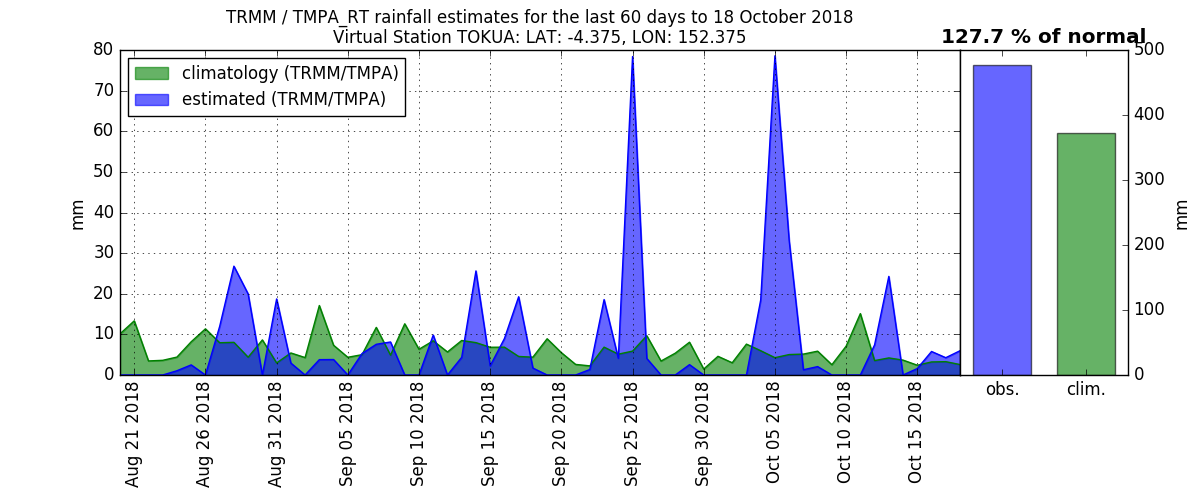 TRMM / TMPA_RT rainfall estimates for the last 60 days to 18 October 2018
Virtual Station TOKUA: LAT: -4.375, LON: 152.375
127.7 % of normal
climatology (TRMM/TMPA)
estimated (TRMM/TMPA)
mm
80
70
60
50
40
30
20
10
0
Aug 21 2018
Aug 26 2018
Aug 31 2018
Sep 05 2018
Sep 10 2018
Sep 15 2018
Sep 20 2018
Sep 25 2018
Sep 30 2018
Oct 05 2018
Oct 10 2018
Oct 15 2018
500
400
300
200
100
0
mm
obs.
clim.